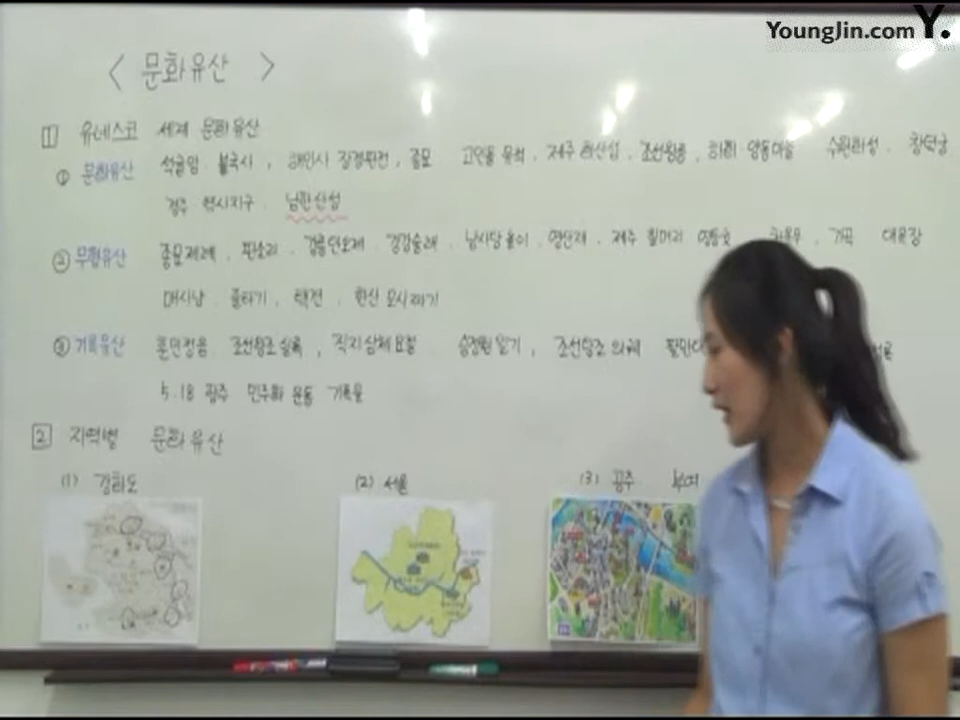 YoungJin.com Y.
< 문화유산 >
1 유네스코 세계 문화유산
① 문화유산 석굴암 . 불국사 , 해인사 장경판전 , 종묘 고인돌 유적 , 제주 화산섬 , 조선왕릉 , 하회 양동마을 수원화성 , 창덕궁
경주 역사지구 . 남한산성
② 무형유산 종묘제례 , 판소리 , 강릉단오제 , 강강술래 , 남사당놀이 , 영산재 , 제주 칠머리 영등굿 , 가곡 대목장
매사냥 . 줄타기 , 택견 , 한산 모시짜기
③ 기록유산 훈민정음 조선왕조실록 , 직지심체요절 승정원일기 , 조선왕조 의궤 팔만대
5.18 광주 민주화 운동 기록물
2 지역별 문화유산
(1) 강화도 (2) 서울 (3) 공주 부여